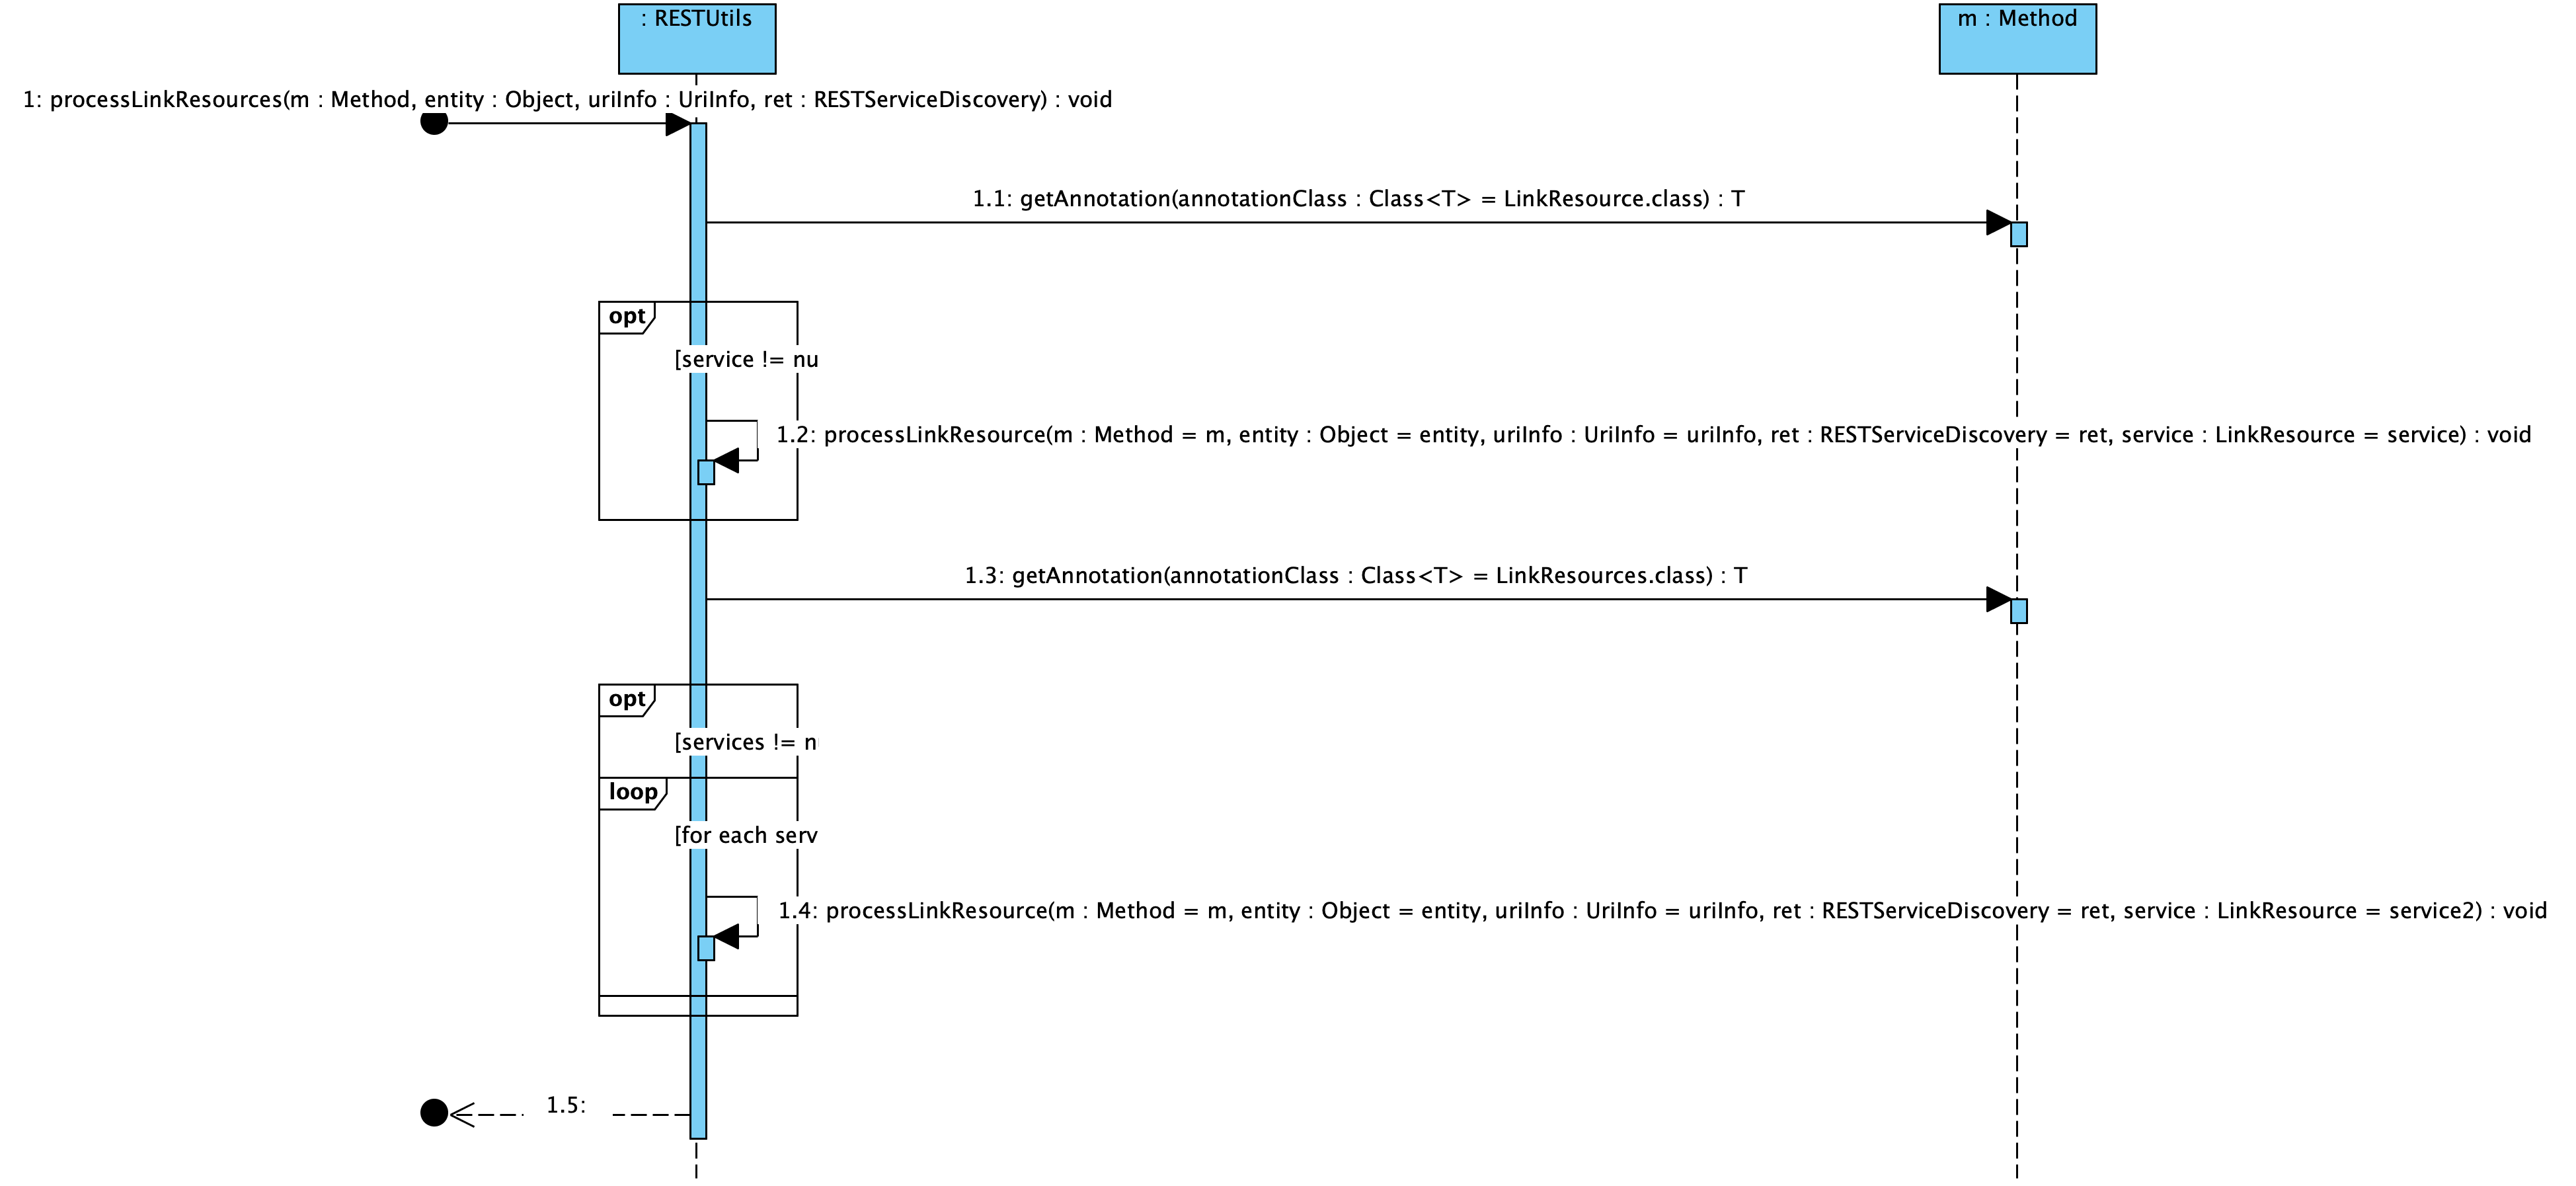 : RESTUtils
m : Method
1: processLinkResources(m : Method, entity : Object, uriInfo : UriInfo, ret : RESTServiceDiscovery) : void
1.1: getAnnotation(annotationClass : Class<T> = LinkResource.class) : T
opt
[service != nu
1.2: processLinkResource(m : Method = m, entity : Object = entity, uriInfo : UriInfo = uriInfo, ret : RESTServiceDiscovery = ret, service : LinkResource = service) : void
1.3: getAnnotation(annotationClass : Class<T> = LinkResources.class) : T
opt
[services != n
loop
[for each serv
1.4: processLinkResource(m : Method = m, entity : Object = entity, uriInfo : UriInfo = uriInfo, ret : RESTServiceDiscovery = ret, service : LinkResource = service2) : void
1.5: